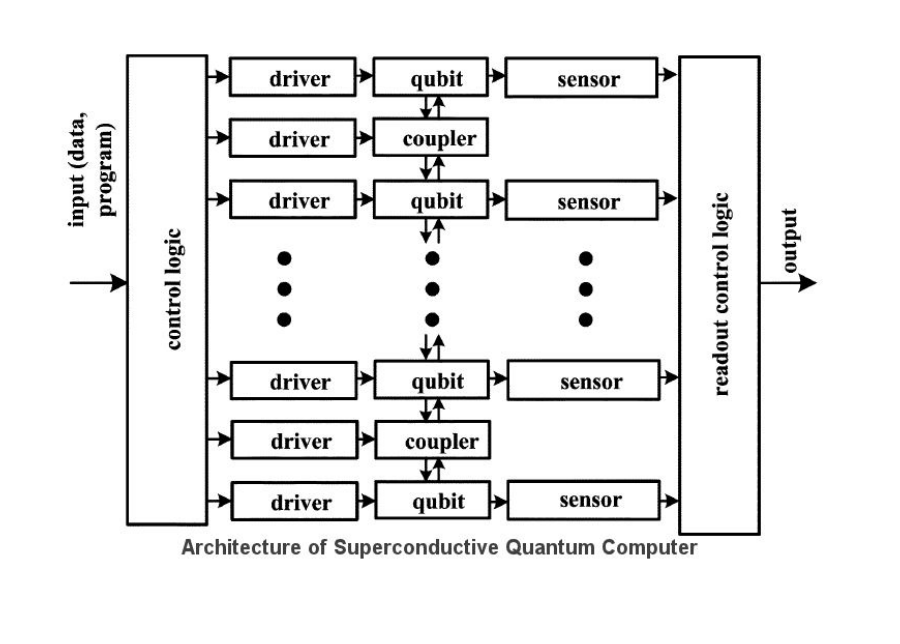 input (data,
program)
control logic
driver
qubit
sensor
driver
coupler
driver
qubit
sensor
driver
qubit
sensor
driver
coupler
driver
qubit
sensor
readout control logic
output
Architecture of Superconductive Quantum Computer